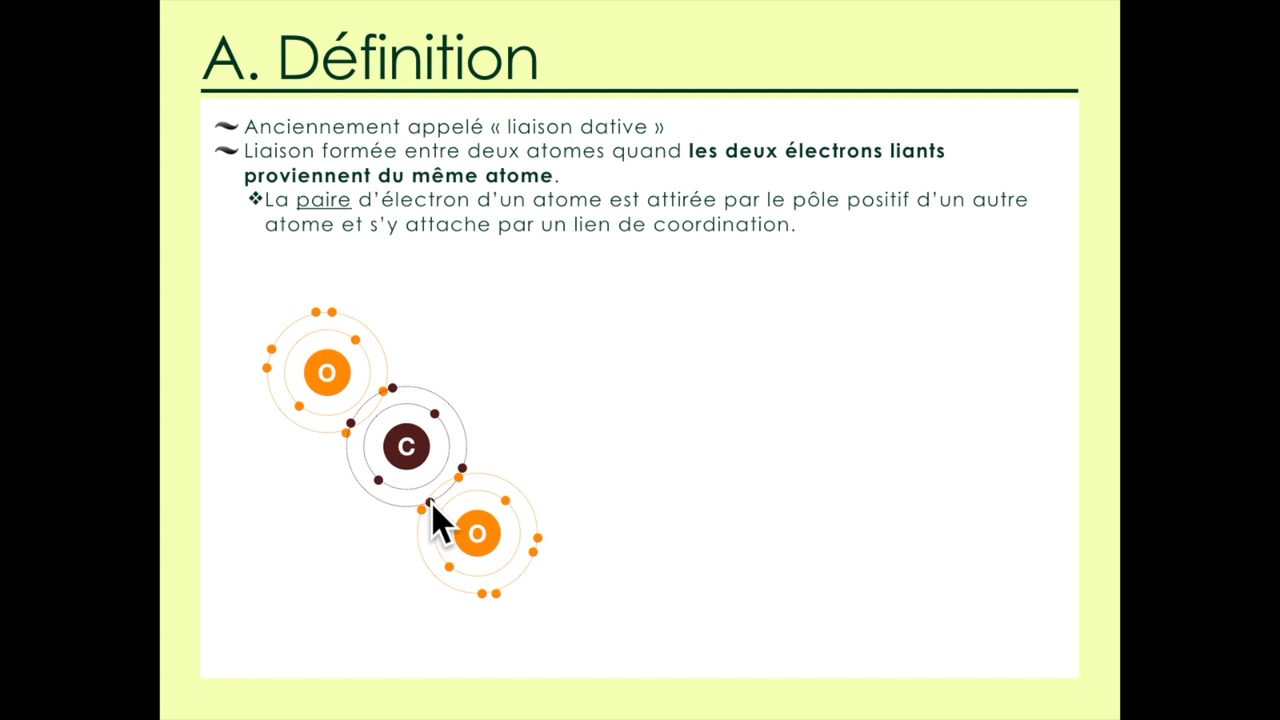 A. Définition
Anciennement appelé « liaison dative »
Liaison formée entre deux atomes quand les deux électrons liants
proviennent du même atome.
La paire d’électron d’un atome est attirée par le pôle positif d’un autre
atome et s’y attache par un lien de coordination.
O
C
O